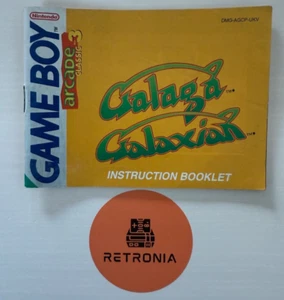 Nintendo
GAME BOY
arcade
CLASSIC 3
DMG-AGCP-UKV
Galaga
&
Galaxian
INSTRUCTION BOOKLET
RETRONIA